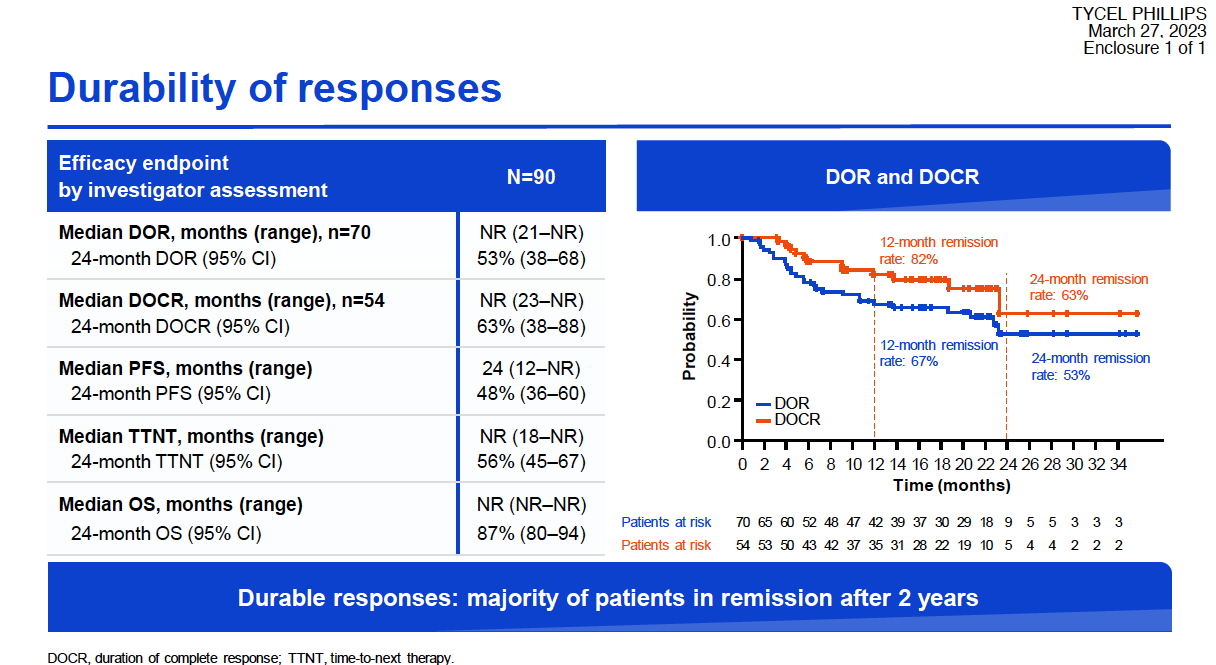 TYCEL PHILLIPS
March 27, 2023
Enclosure 1 of 1
Durability of responses
Efficacy endpoint
by investigator assessment
N=90
Median DOR, months (range), n=70
NR (21–NR)
24-month DOR (95% CI)
53% (38–68)
Median DOCR, months (range), n=54
NR (23–NR)
24-month DOCR (95% CI)
63% (38–88)
Median PFS, months (range)
24 (12–NR)
24-month PFS (95% CI)
48% (36–60)
Median TTNT, months (range)
NR (18–NR)
24-month TTNT (95% CI)
56% (45–67)
Median OS, months (range)
NR (NR–NR)
24-month OS (95% CI)
87% (80–94)
DOR and DOCR
Probability
1.0
0.8
0.6
0.4
0.2
0.0
12-month remission
rate: 82%
24-month remission
rate: 63%
12-month remission
rate: 67%
24-month remission
rate: 53%
DOR
DOCR
0 2 4 6 8 10 12 14 16 18 20 22 24 26 28 30 32 34
Time (months)
Patients at risk 70 65 60 52 48 47 42 39 37 30 29 18 9 5 5 3 3 3
Patients at risk 54 53 50 43 42 37 35 31 28 22 19 10 5 4 4 2 2 2
Durable responses: majority of patients in remission after 2 years
DOCR, duration of complete response; TTNT, time-to-next therapy.